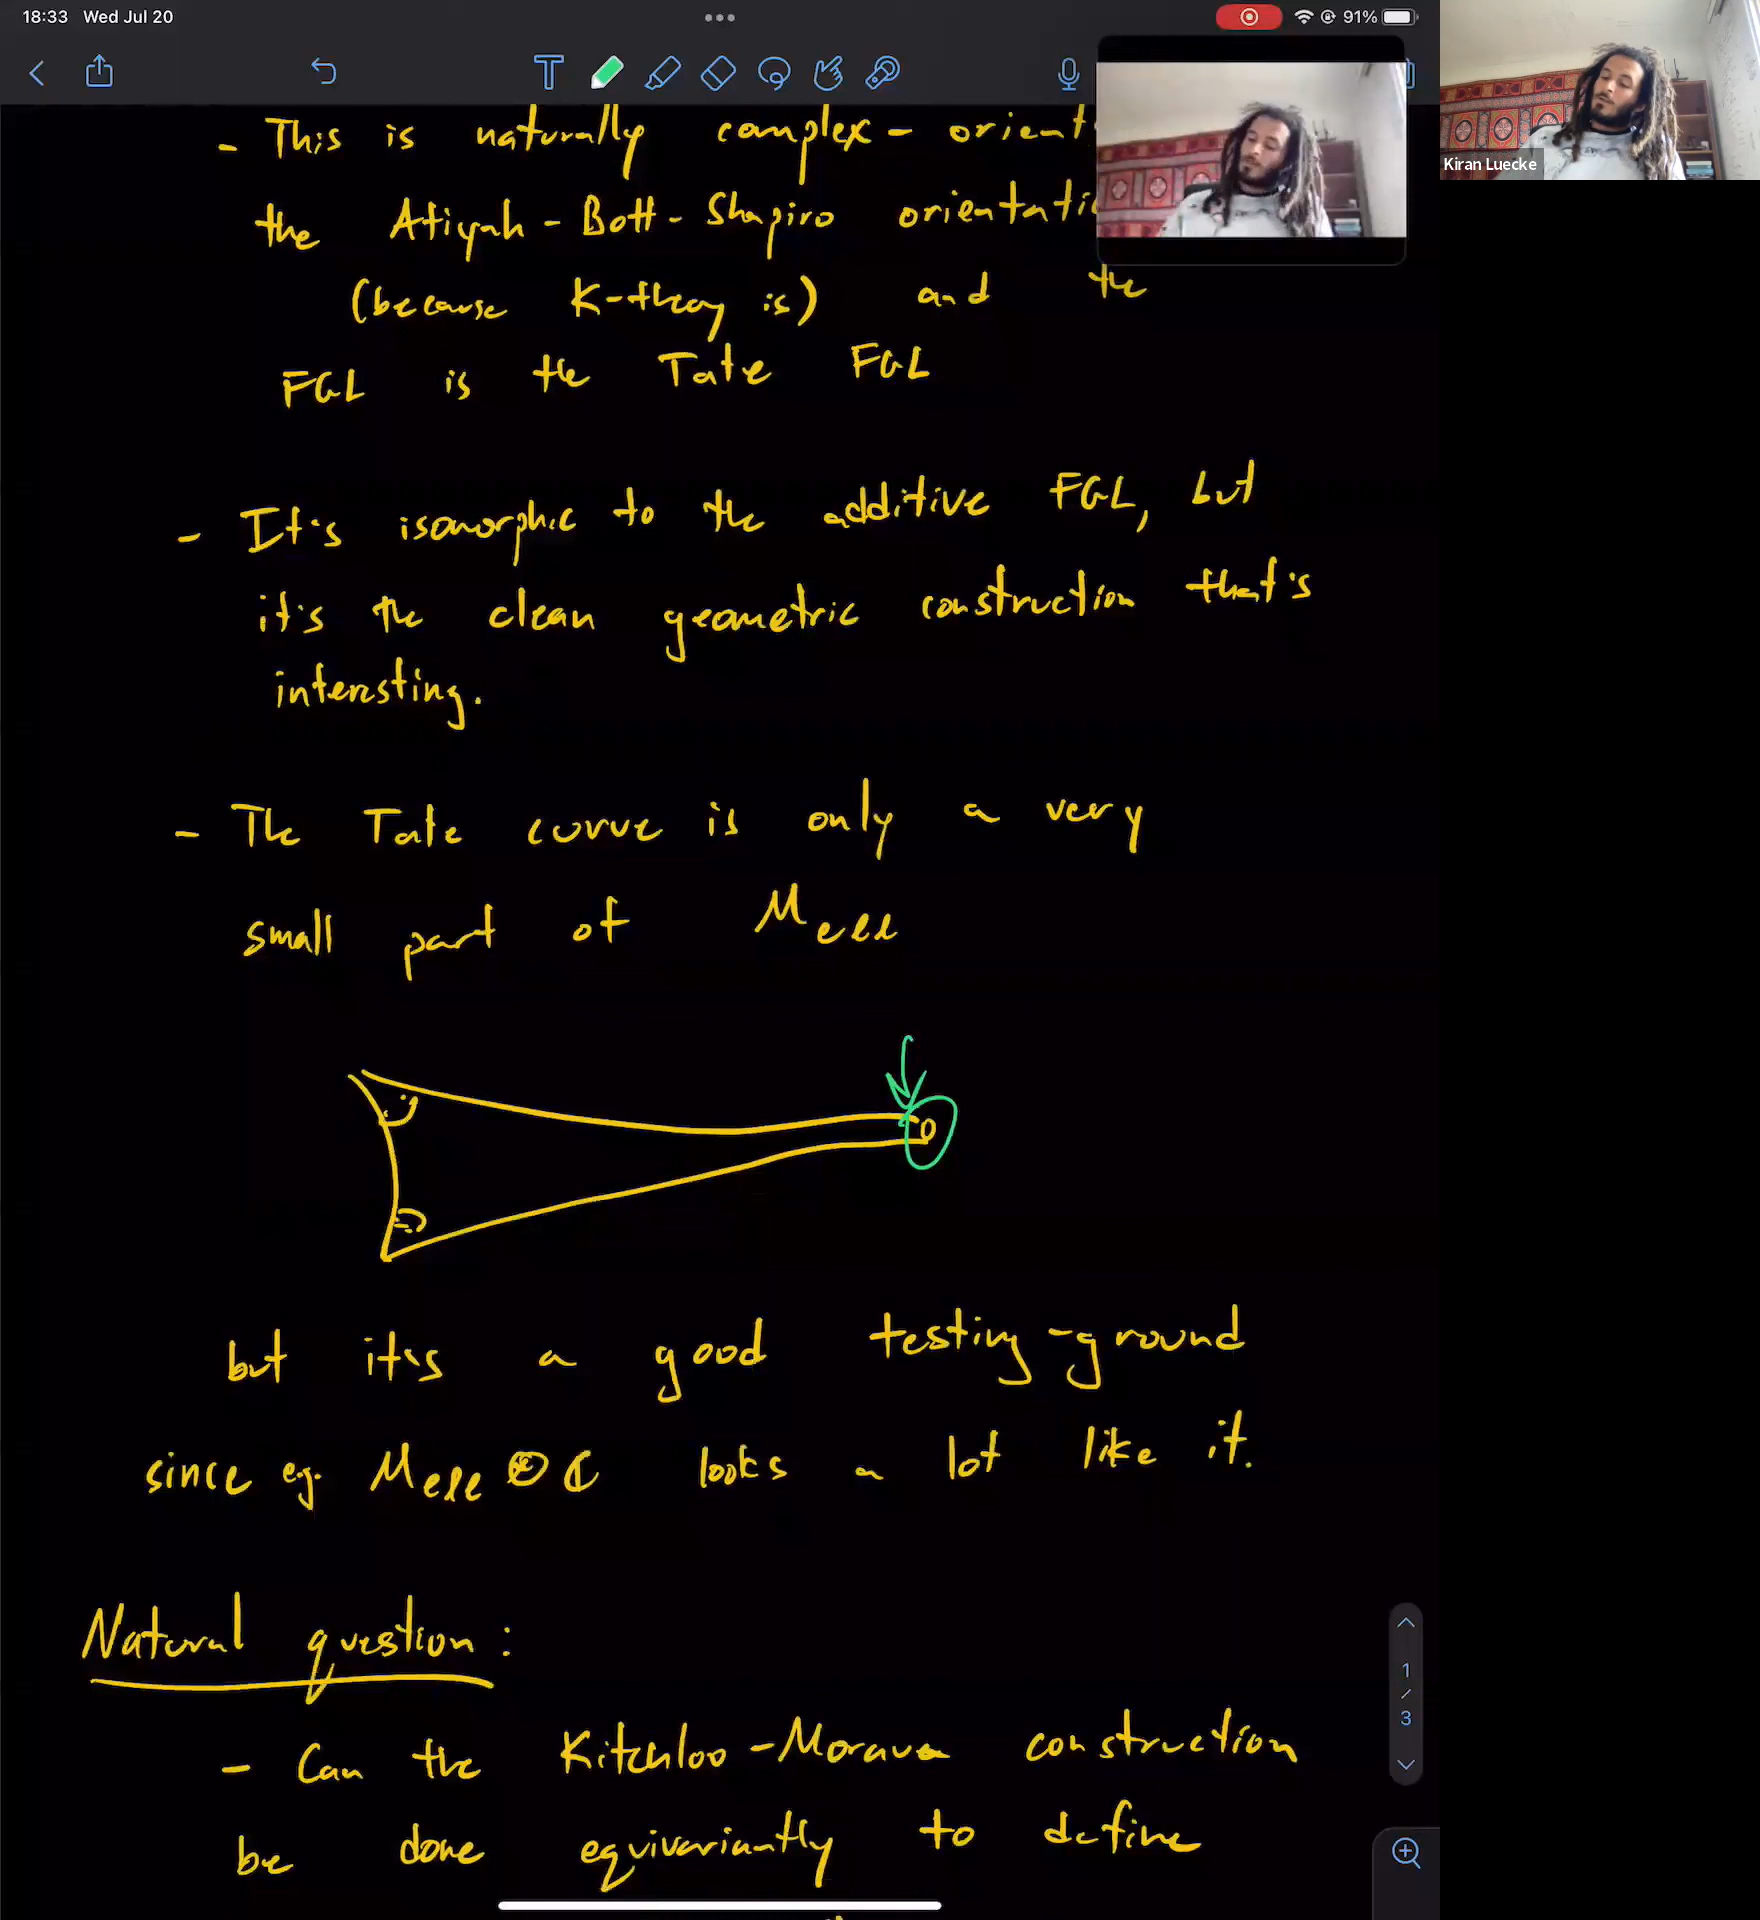 18:33 Wed Jul 20
91%
Kiran Luecke
- This is naturally complex - orient
the Atiyah - Bott - Shapiro orientati
(because K-theory is) and the
FGL is the Tate FGL
- It's isomorphic to the additive FGL, but
it's the clean geometric construction that's
interesting.
- The Tate curve is only a very
small part of Mell
but it's a good testing-ground
since eg. Mell ⊗ ℂ looks a lot like it.
Natural question:
- Can the Kitchloo - Morava construction
be done equivariantly to define
1
/
3